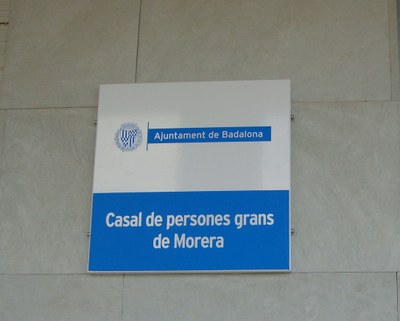 Ajuntament de Badalona
Casal de persones grans
de Morera